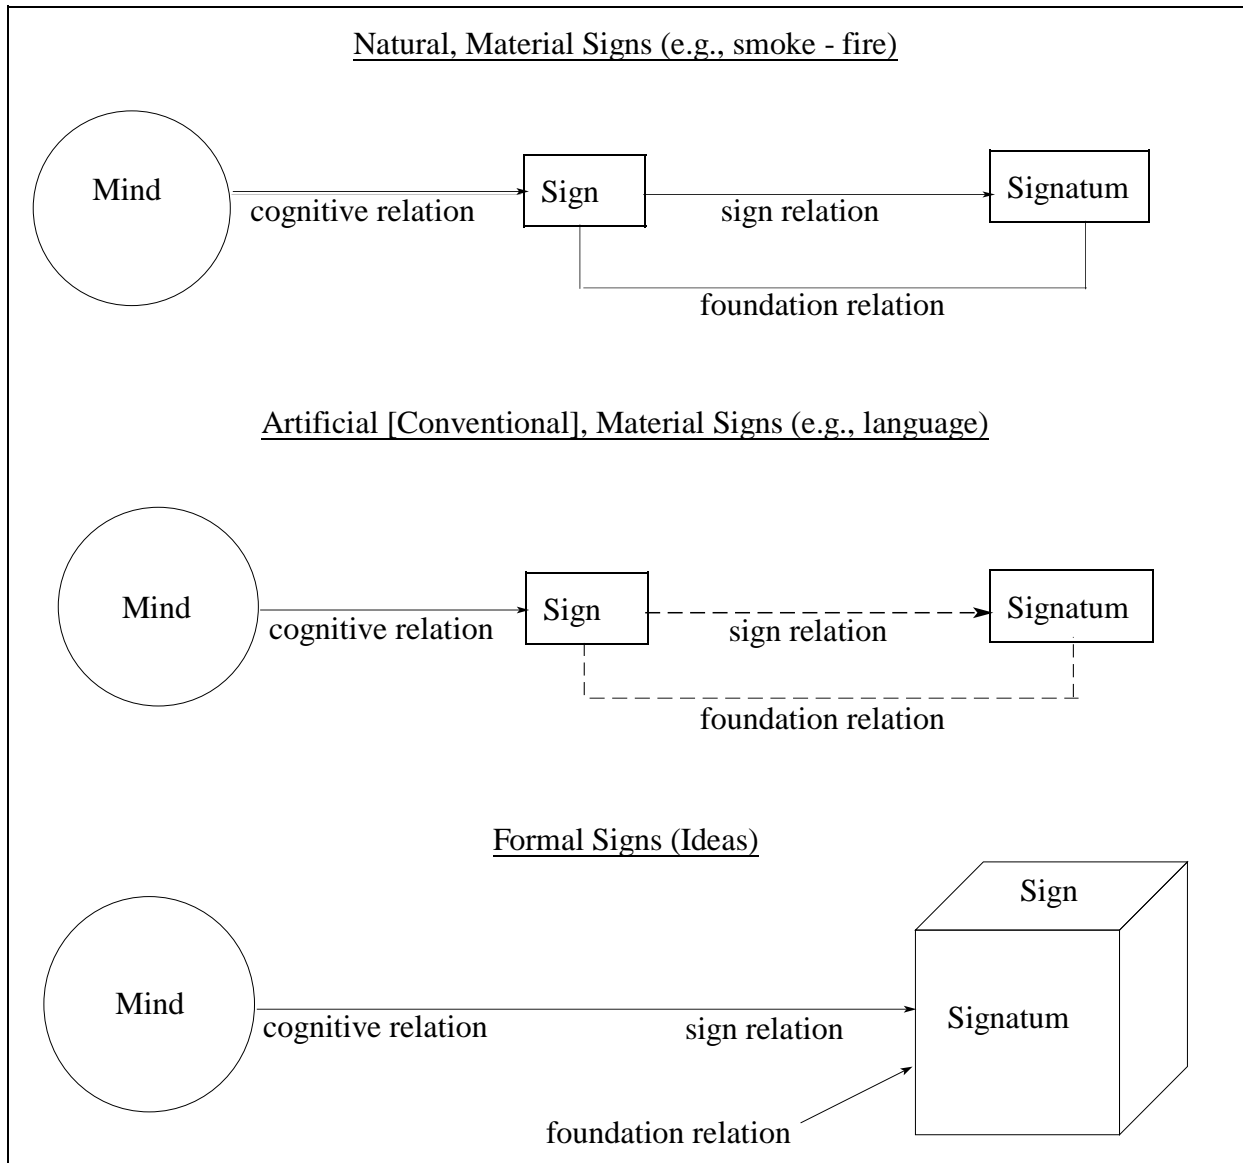 Natural, Material Signs (e.g., smoke - fire)
Mind
cognitive relation
Sign
sign relation
Signatum
foundation relation
Artificial [Conventional], Material Signs (e.g., language)
Mind
cognitive relation
Sign
sign relation
Signatum
foundation relation
Formal Signs (Ideas)
Mind
cognitive relation
sign relation
Sign
Signatum
foundation relation